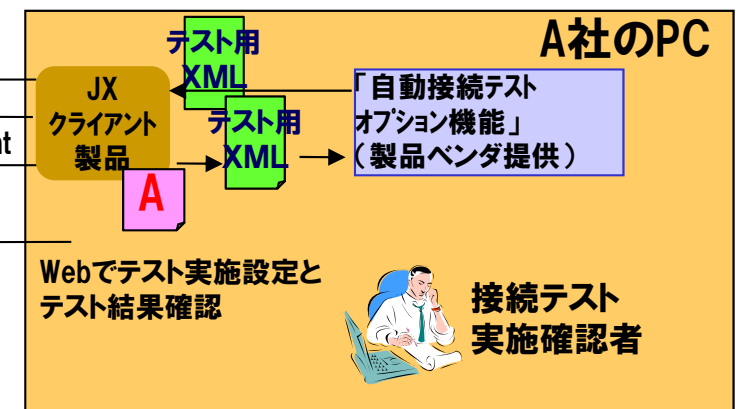 A社のPC
テスト用
XML
JX
クライアント
製品
テスト用
XML
「自動接続テスト
オプション機能」
(製品ベンダ提供)
nt
A
Webでテスト実施設定と
テスト結果確認
接続テスト
実施確認者